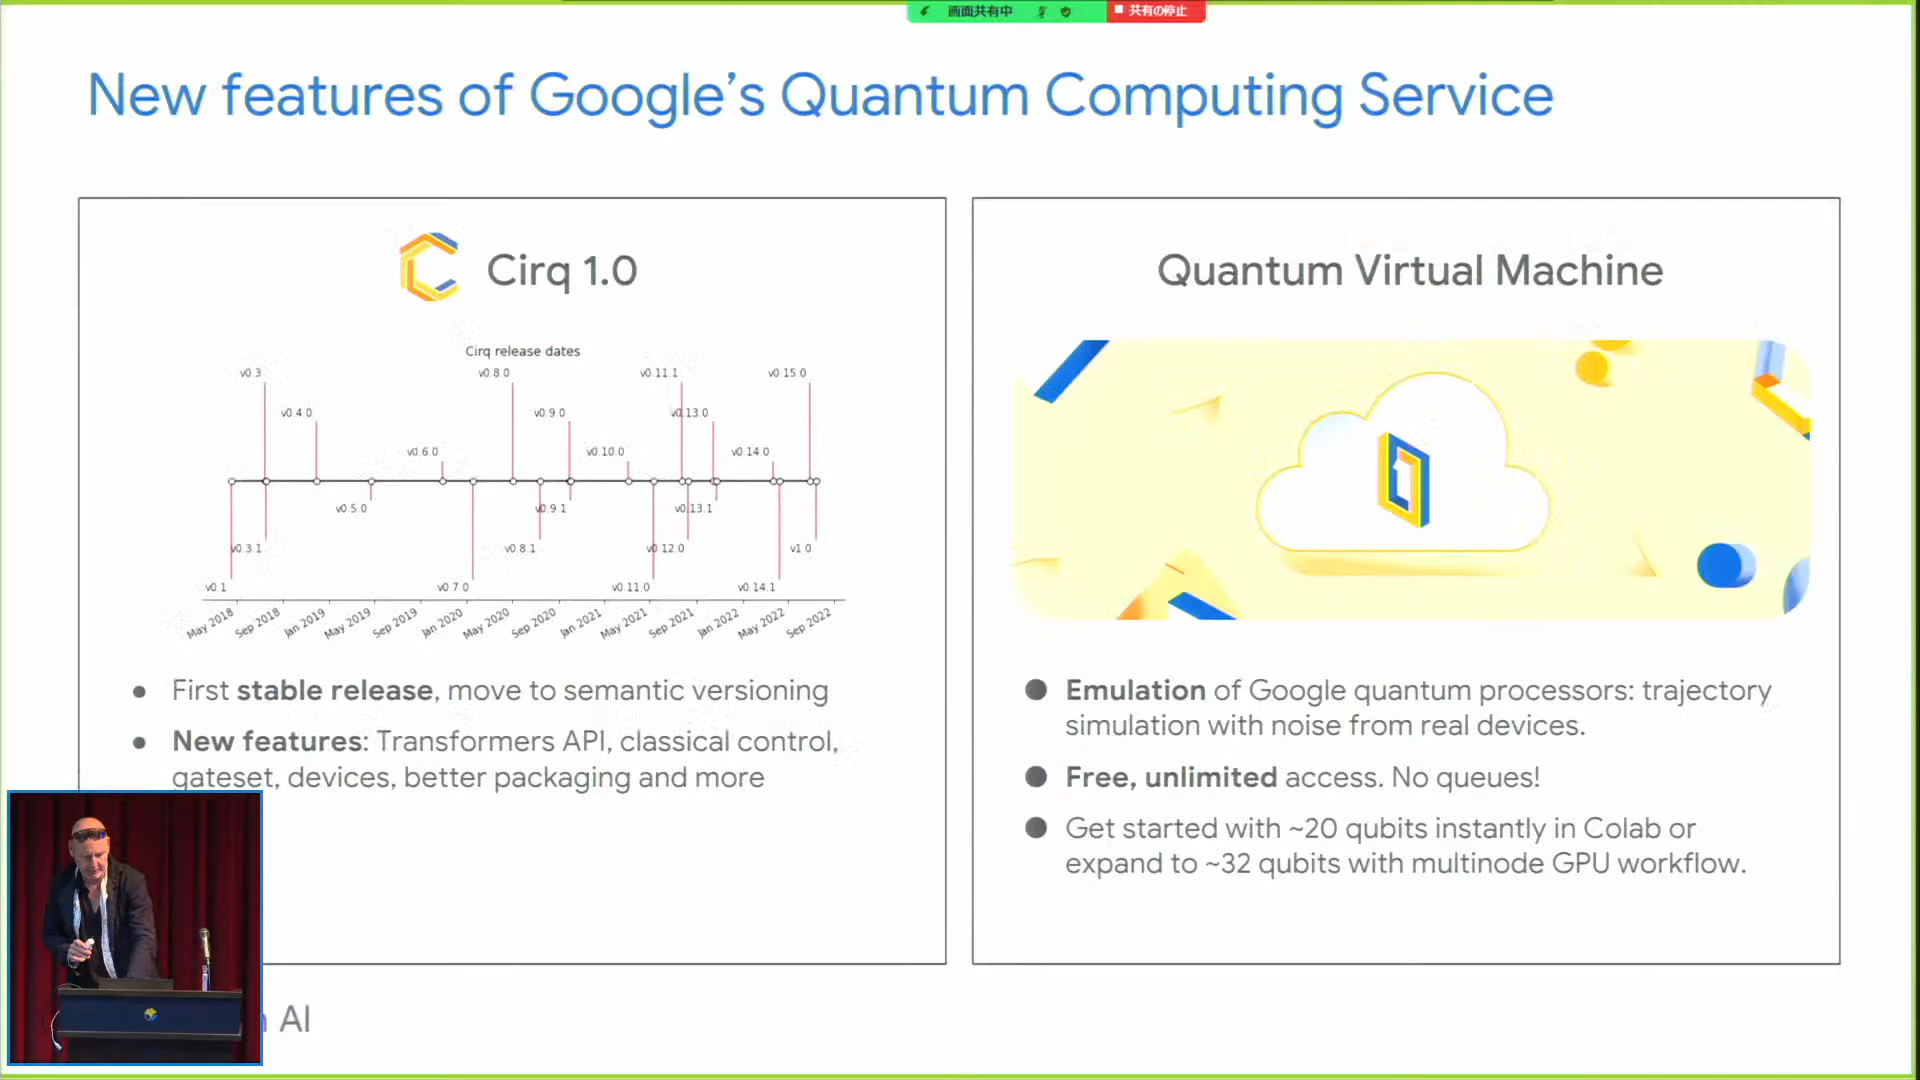 画面共有中
共有の停止
New features of Google's Quantum Computing Service
Cirq 1.0
Cirq release dates
v0.3
v0.8.0
v0.11.1
v0.15.0
v0.4.0
v0.9.0
v0.13.0
v0.6.0
v0.10.0
v0.14.0
v0.5.0
v0.9.1
v0.13.1
v0.3.1
v0.8.1
v0.12.0
v1.0
v0.1
v0.7.0
v0.11.0
v0.14.1
May 2018
Sep 2018
Jan 2019
May 2019
Sep 2019
Jan 2020
May 2020
Sep 2020
Jan 2021
May 2021
Sep 2021
Jan 2022
May 2022
Sep 2022
● First stable release, move to semantic versioning
● New features: Transformers API, classical control,
gateset, devices, better packaging and more
Quantum Virtual Machine
● Emulation of Google quantum processors: trajectory
simulation with noise from real devices.
● Free, unlimited access. No queues!
● Get started with ~20 qubits instantly in Colab or
expand to ~32 qubits with multinode GPU workflow.
AI